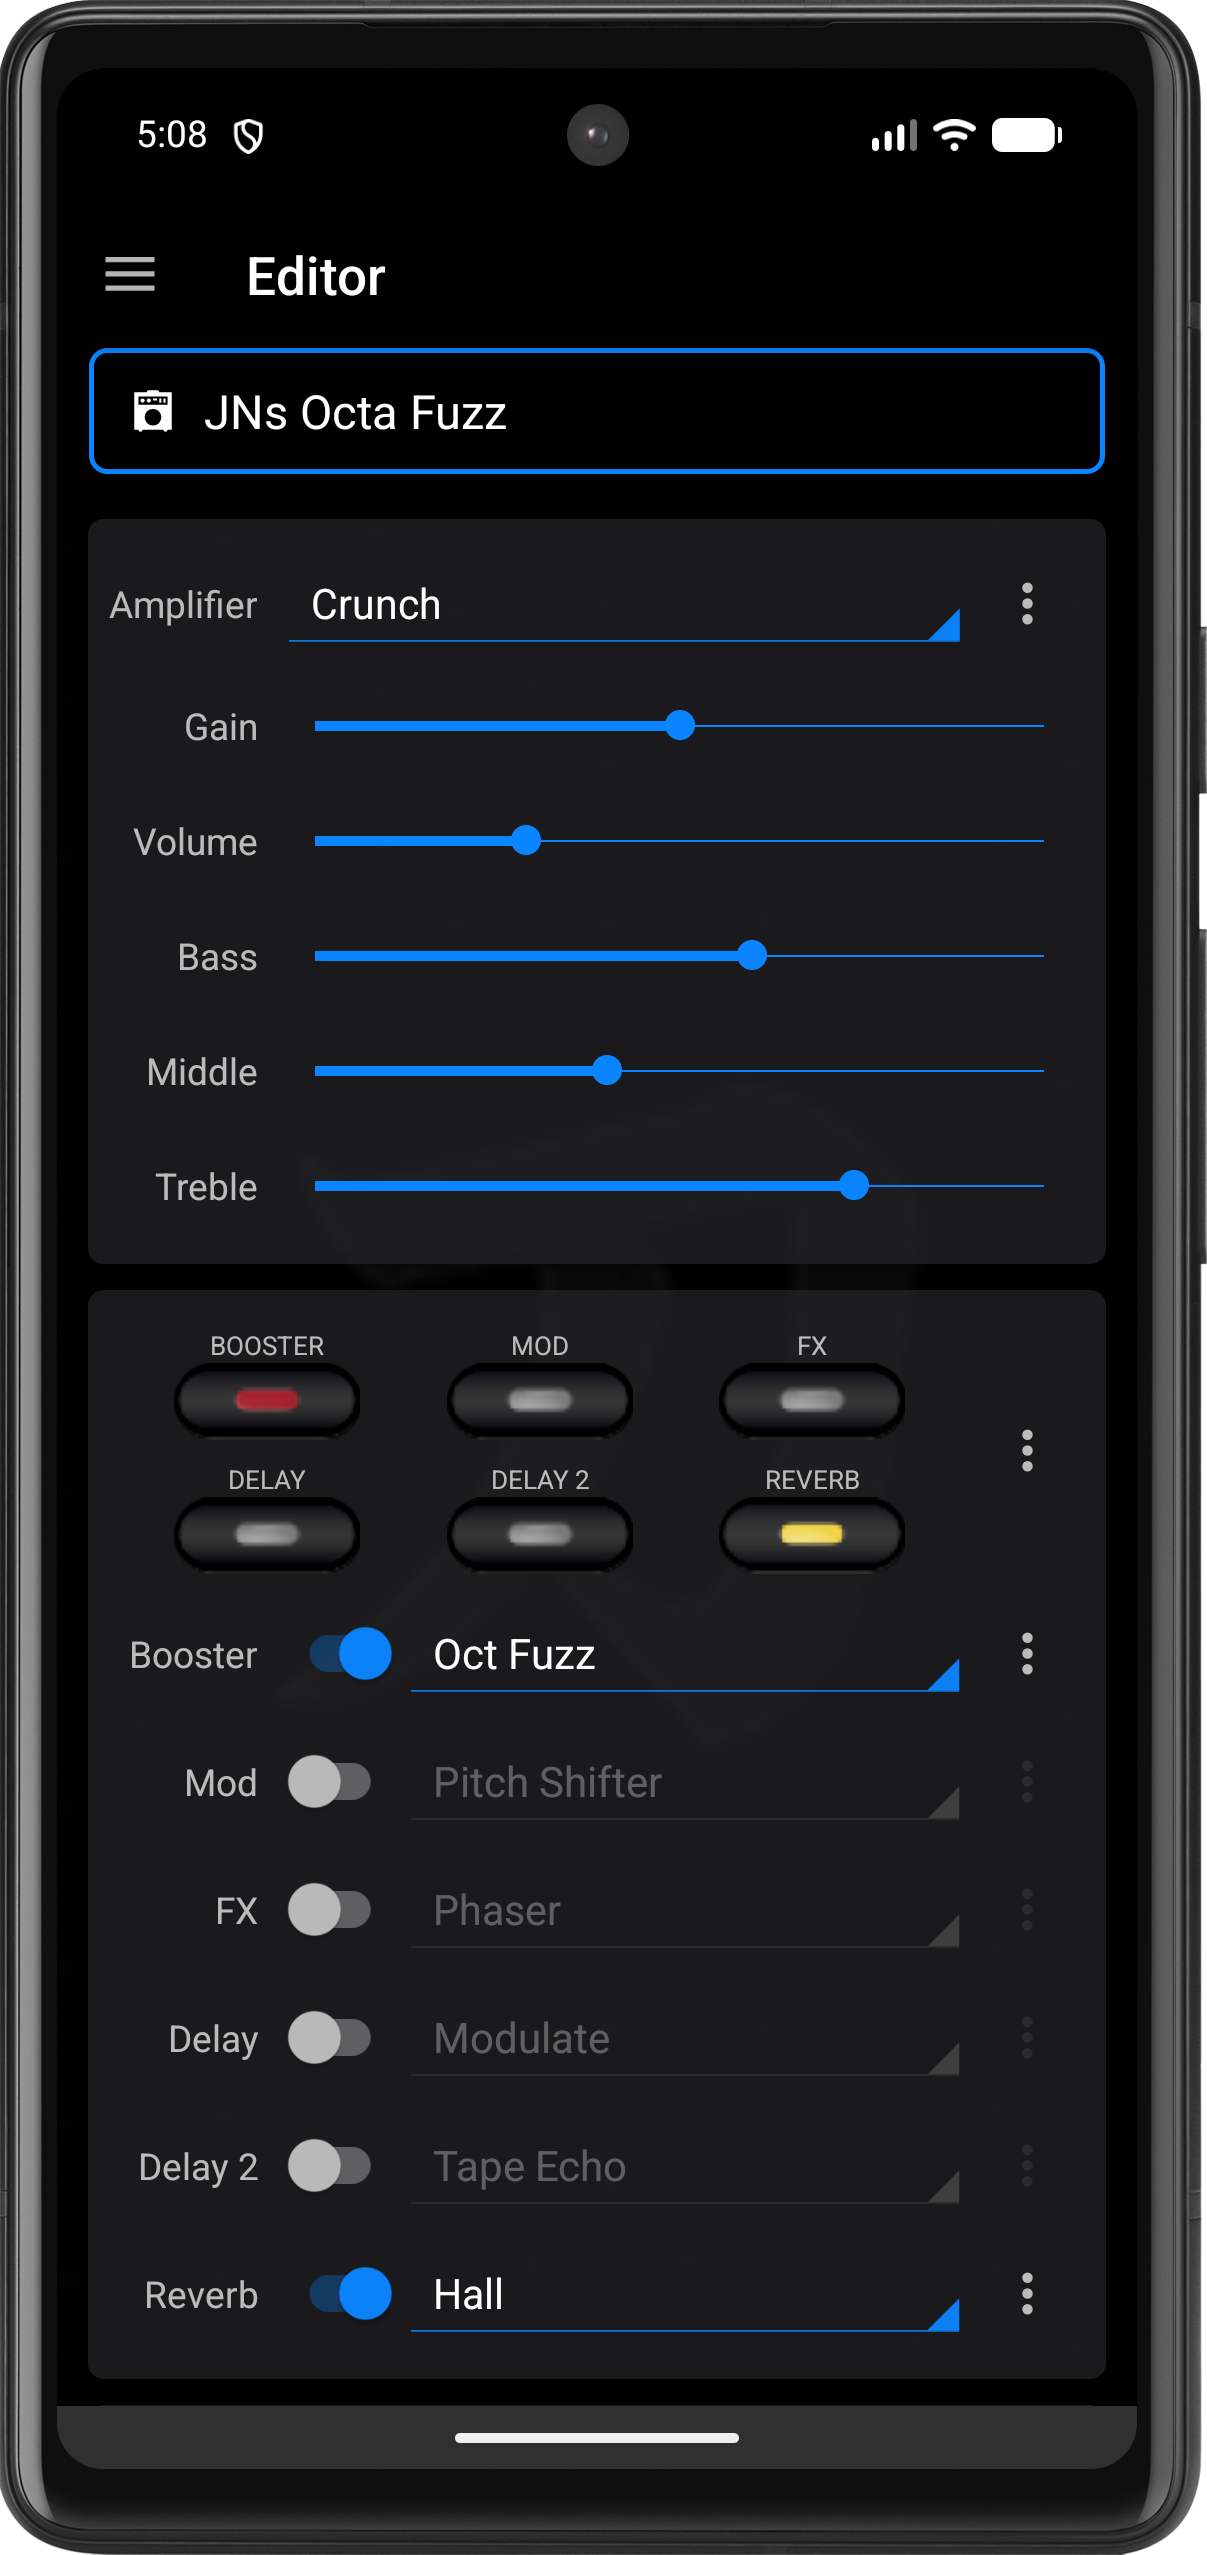 5:08
Editor
JNs Octa Fuzz
Amplifier Crunch
Gain
Volume
Bass
Middle
Treble
BOOSTER MOD FX
DELAY DELAY 2 REVERB
Booster Oct Fuzz
Mod Pitch Shifter
FX Phaser
Delay Modulate
Delay 2 Tape Echo
Reverb Hall